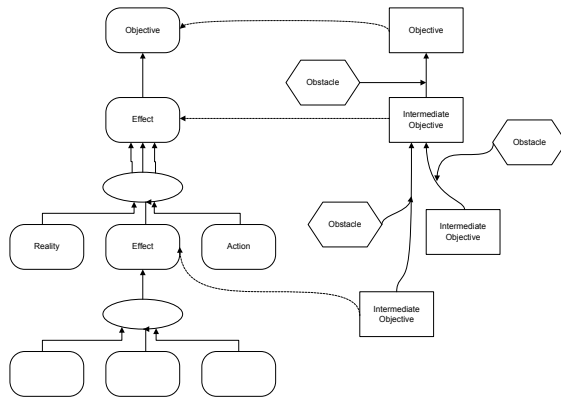 Objective
Objective
Obstacle
Effect
Intermediate
Objective
Obstacle
Reality
Effect
Action
Obstacle
Intermediate
Objective
Intermediate
Objective